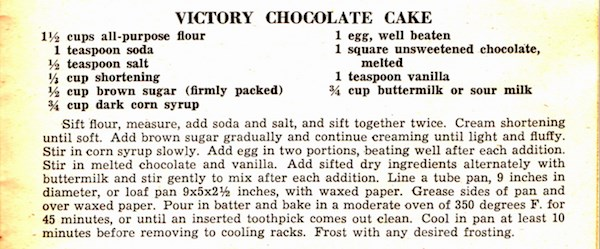 VICTORY CHOCOLATE CAKE
1½ cups all-purpose flour
1 teaspoon soda
½ teaspoon salt
cup shortening
½ cup brown sugar (firmly packed)
¾ cup dark corn syrup
1 egg, well beaten
1 square unsweetened chocolate,
melted
1 teaspoon vanilla
¾ cup buttermilk or sour milk
Sift flour, measure, add soda and salt, and sift together twice. Cream shortening
until soft. Add brown sugar gradually and continue creaming until light and fluffy.
Stir in corn syrup slowly. Add egg in two portions, beating well after each addition.
Stir in melted chocolate and vanilla. Add sifted dry ingredients alternately with
buttermilk and stir gently to mix after each addition. Line a tube pan, 9 inches in
diameter, or loaf pan 9x5x2½ inches, with waxed paper. Grease sides of pan and
over waxed paper. Pour in batter and bake in a moderate oven of 350 degrees F. for
45 minutes, or until an inserted toothpick comes out clean. Cool in pan at least 10
minutes before removing to cooling racks. Frost with any desired frosting.